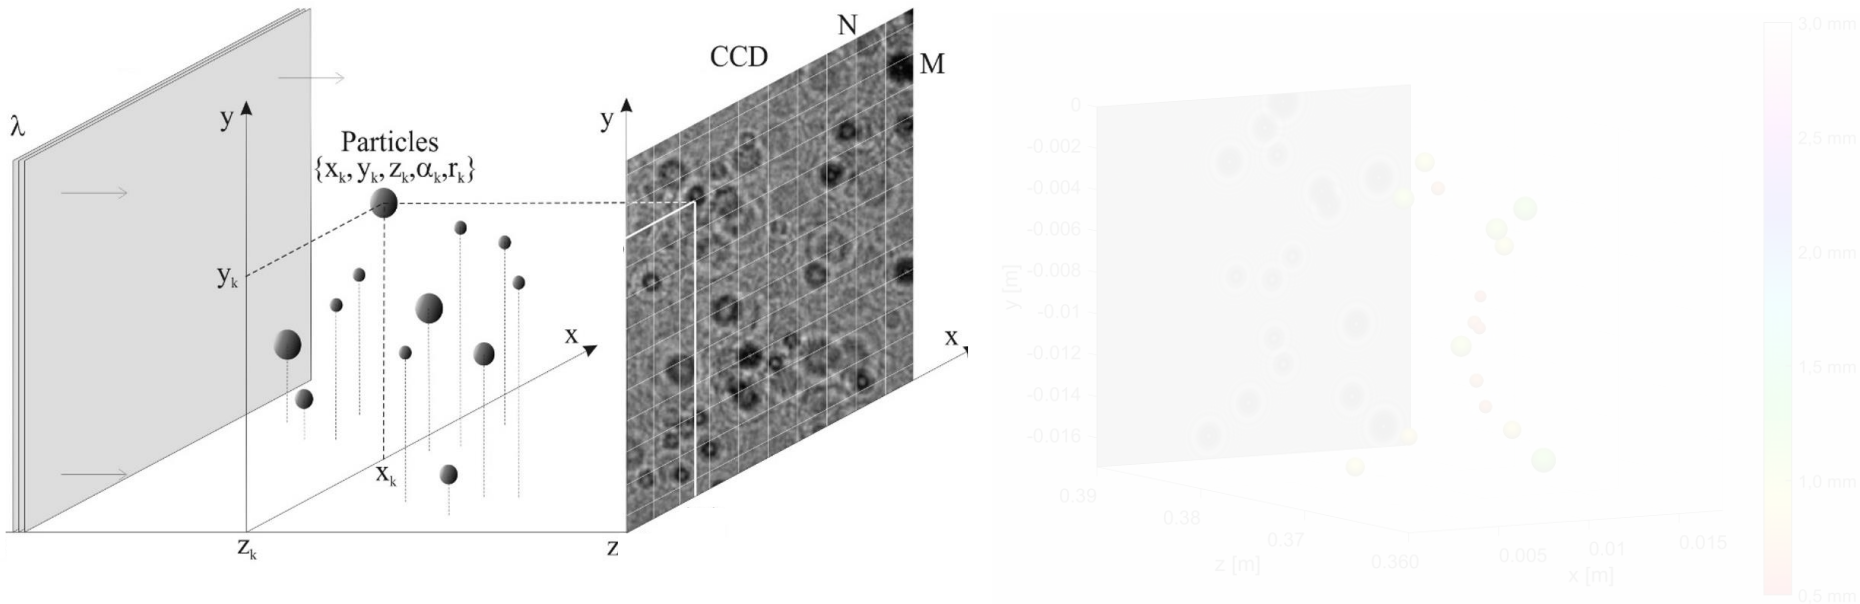 λ
y
Particles
{xₖ, yₖ, zₖ,αₖ,rₖ}
yₖ
x
xₖ
zₖ
CCD
N
M
y
x
z
0
-0.002
-0.004
-0.006
-0.008
-0.01
-0.012
-0.014
-0.016
y [m]
0.39
0.38
0.37
0.360
z [m]
0.005
0.01
0.015
x [m]
3,0 mm
2,5 mm
2,0 mm
1,5 mm
1,0 mm
0,5 mm